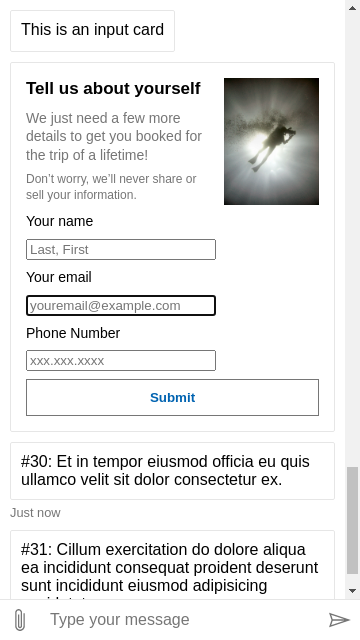 This is an input card
Tell us about yourself
We just need a few more
details to get you booked for
the trip of a lifetime!
Don’t worry, we’ll never share or
sell your information.
Your name
Last, First
Your email
youremail@example.com
Phone Number
xxx.xxx.xxxx
Submit
#30: Et in tempor eiusmod officia eu quis
ullamco velit sit dolor consectetur ex.
Just now
#31: Cillum exercitation do dolore aliqua
ea incididunt consequat proident deserunt
sunt incididunt eiusmod adipisicing
Type your message